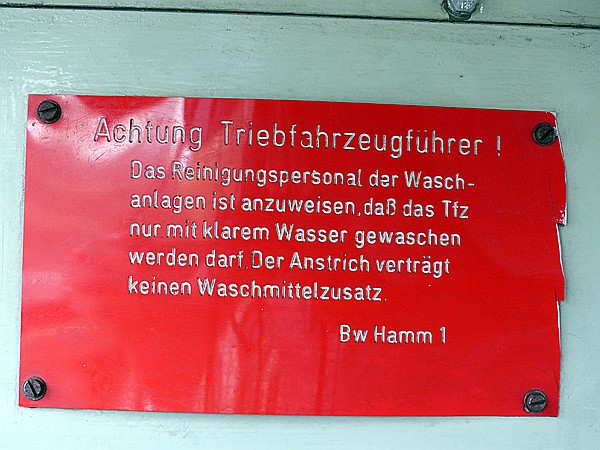 Achtung Triebfahrzeugführer !
Das Reinigungspersonal der Wasch-
anlagen ist anzuweisen, daß das Tfz
nur mit klarem Wasser gewaschen
werden darf. Der Anstrich verträgt
keinen Waschmittelzusatz.
Bw Hamm 1